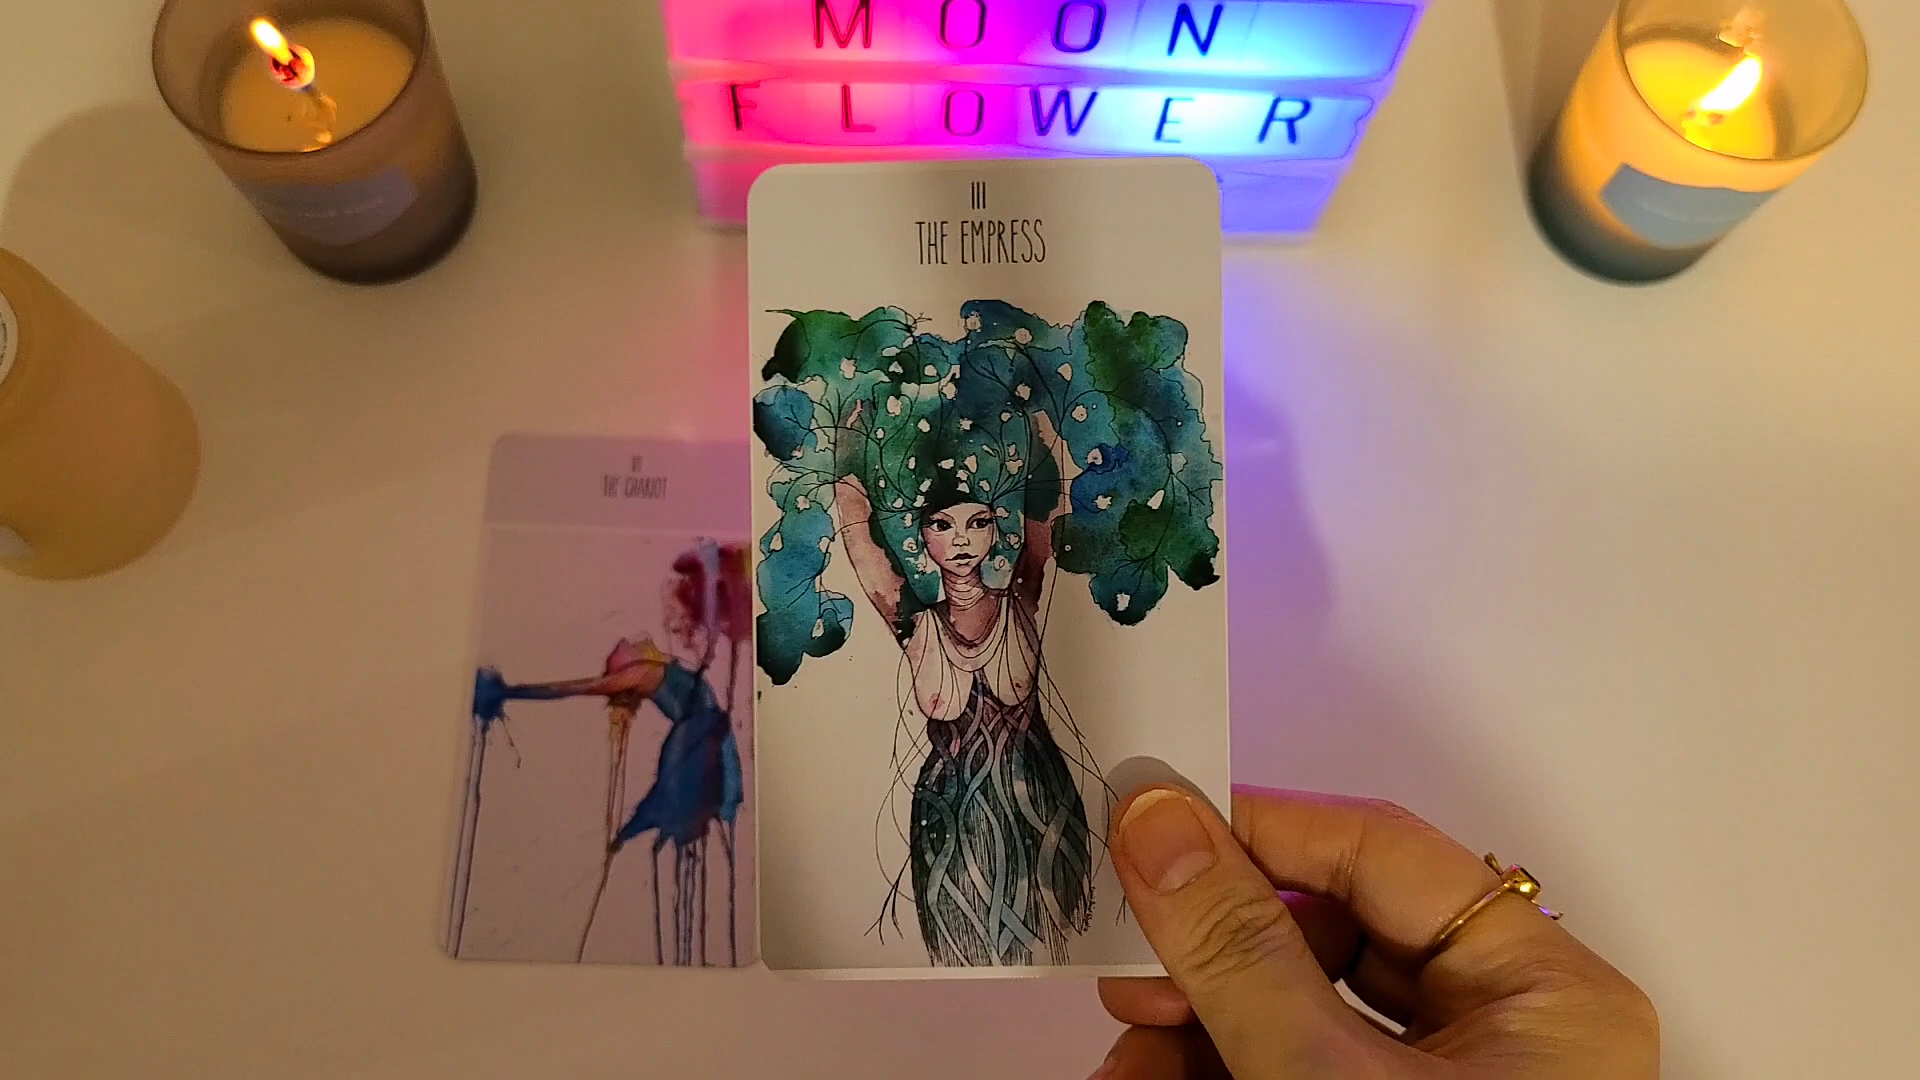 MOON
FLOWER
III
THE EMPRESS
THE CHARIOT